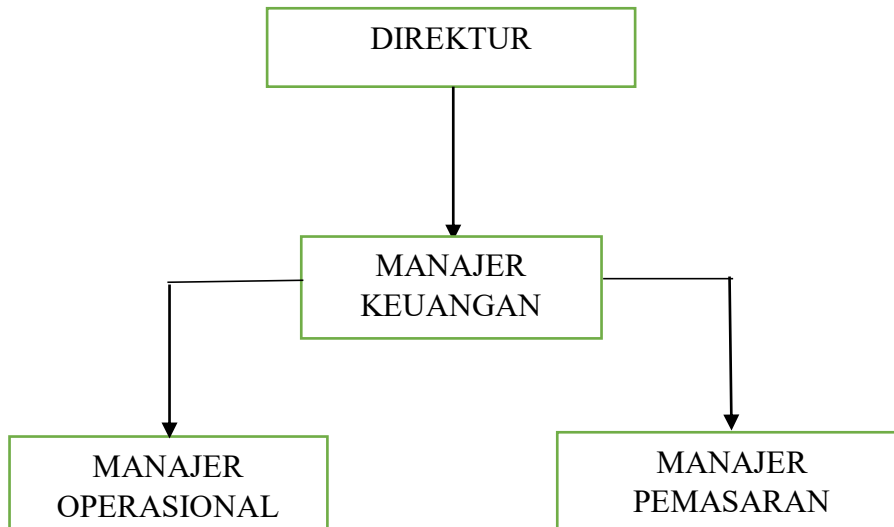 DIREKTUR
MANAJER
KEUANGAN
MANAJER
OPERASIONAL
MANAJER
PEMASARAN